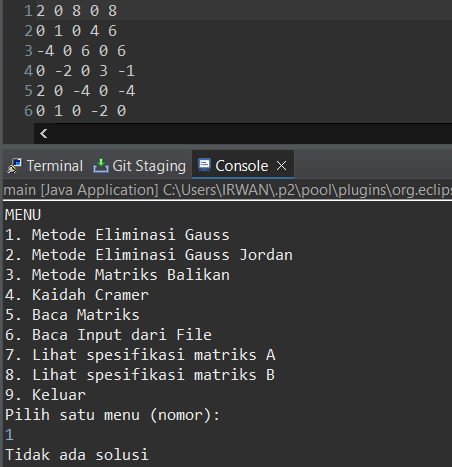 1 2 0 8 0 8
2 0 1 0 4 6
3 -4 0 6 0 6
4 0 -2 0 3 -1
5 2 0 -4 0 -4
6 0 1 0 -2 0
Terminal Git Staging Console
main [Java Application] C:\Users\IRWAN\.p2\pool\plugins\org.eclips
MENU
1. Metode Eliminasi Gauss
2. Metode Eliminasi Gauss Jordan
3. Metode Matriks Balikan
4. Kaidah Cramer
5. Baca Matriks
6. Baca Input dari File
7. Lihat spesifikasi matriks A
8. Lihat spesifikasi matriks B
9. Keluar
Pilih satu menu (nomor):
1
Tidak ada solusi